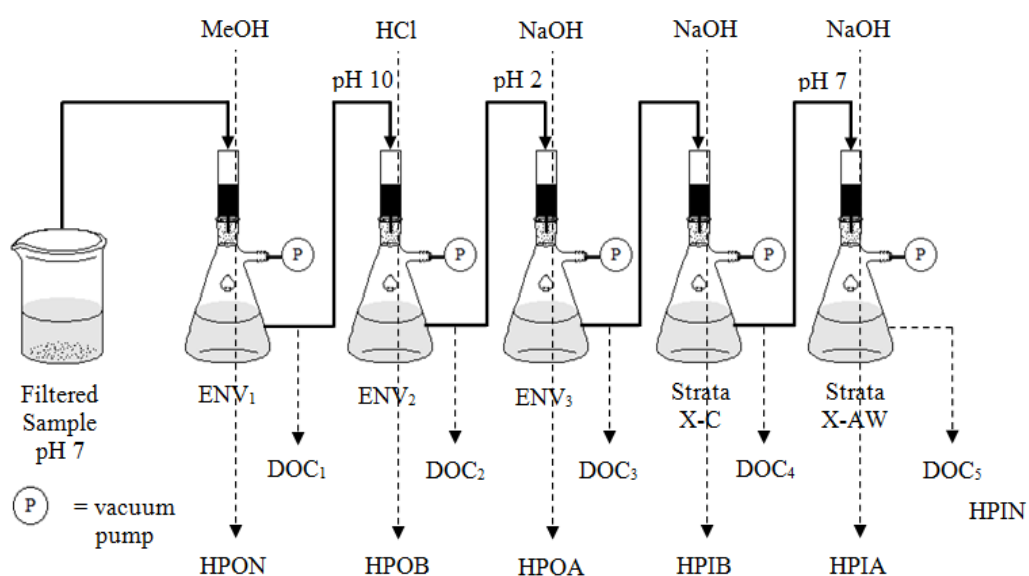 MeOH
HCl
NaOH
NaOH
NaOH
pH 10
pH 2
pH 7
P
P
P
P
P
Filtered
Sample
pH 7
ENV₁
ENV₂
ENV₃
Strata
X-C
Strata
X-AW
DOC₁
DOC₂
DOC₃
DOC₄
DOC₅
HPIN
P = vacuum
pump
HPON
HPOB
HPOA
HPIB
HPIA